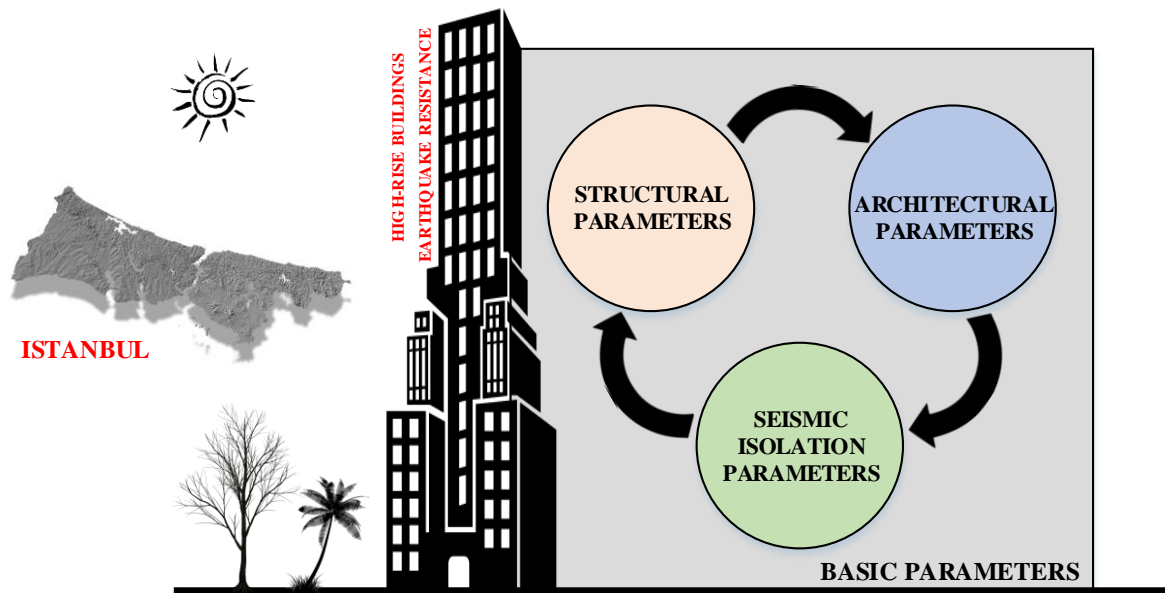 ISTANBUL
HIGH-RISE BUILDINGS
EARTHQUAKE RESISTANCE
STRUCTURAL
PARAMETERS
ARCHITECTURAL
PARAMETERS
SEISMIC
ISOLATION
PARAMETERS
BASIC PARAMETERS